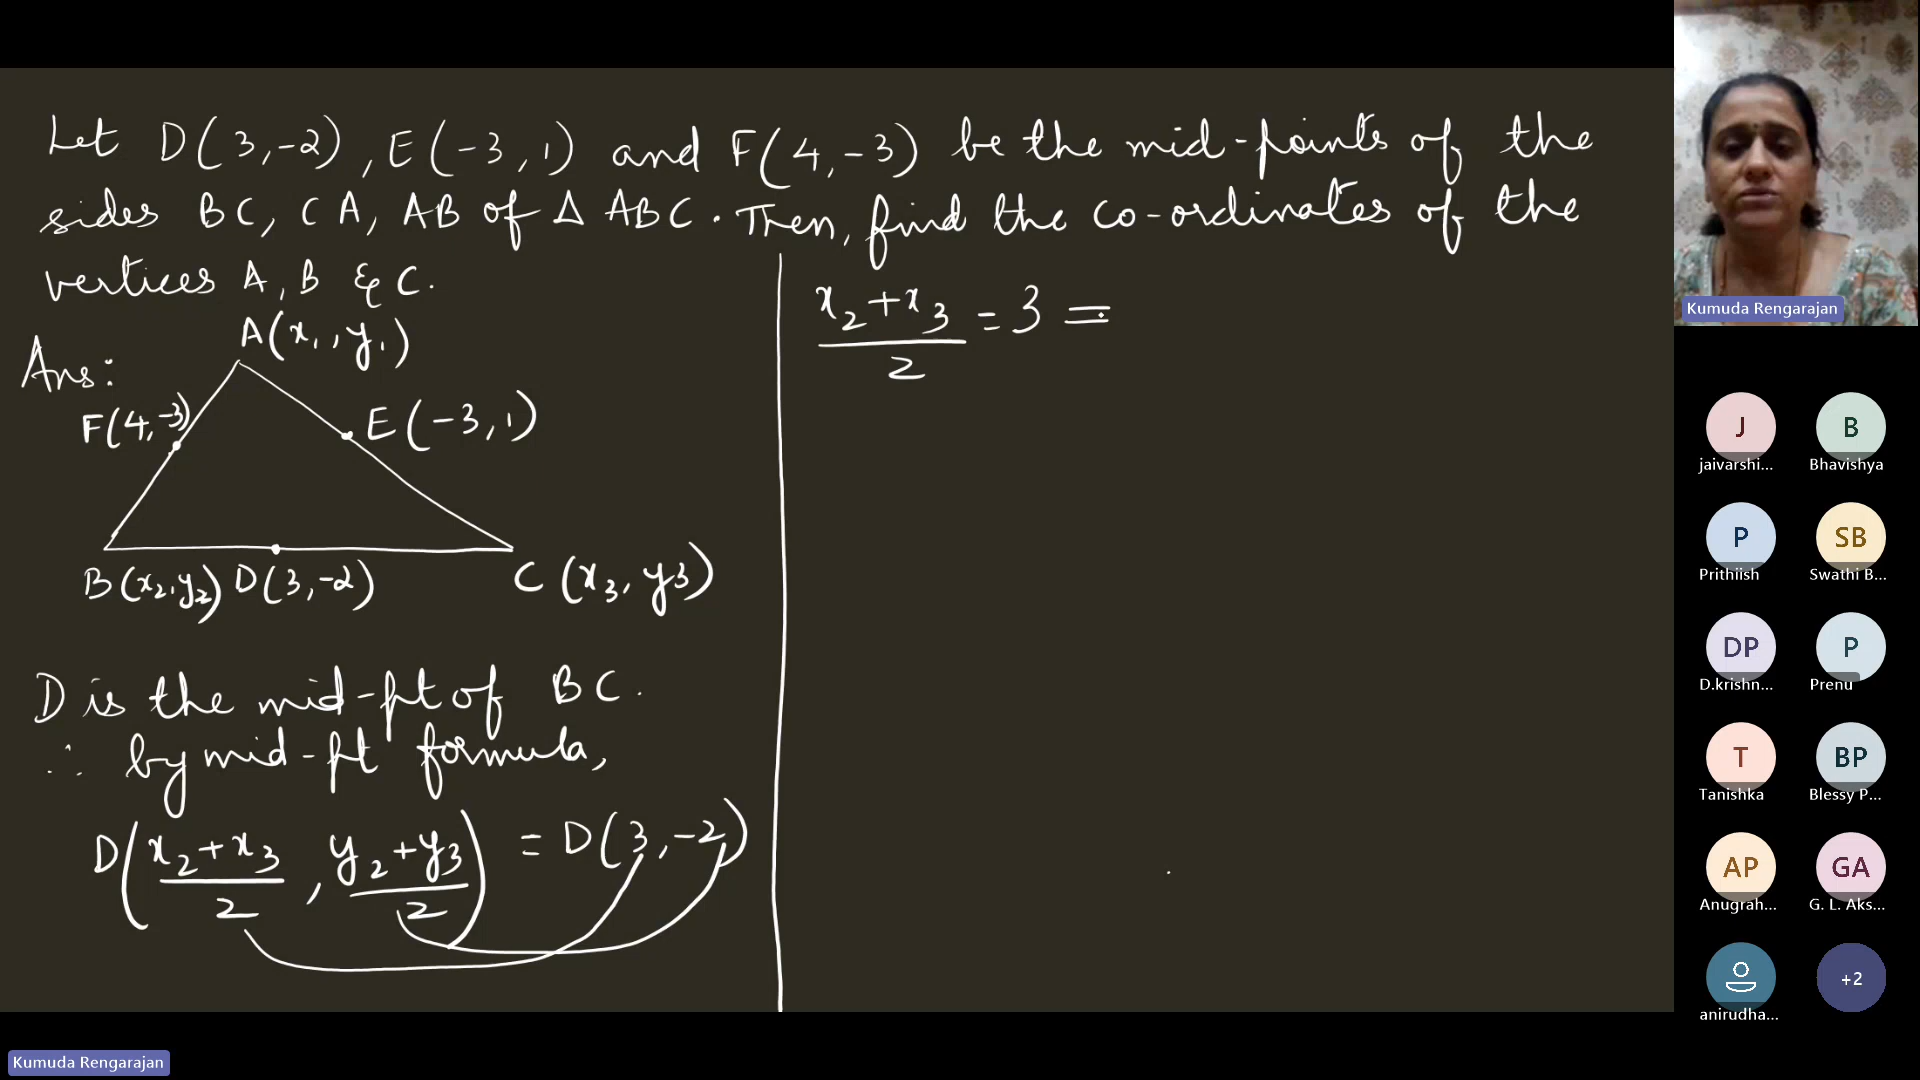 Let D(3,-2), E(-3,1) and F(4,-3) be the mid-points of the
sides BC, CA, AB of Δ ABC. Then, find the co-ordinates of the
vertices A, B & C.
Ans:
A(x₁, y₁)
F(4,-3)
E(-3,1)
B(x₂,y₂)
D(3,-2)
C(x₃, y₃)
D is the mid-pt of BC.
∴ by mid-pt formula,
D((x₂+x₃)/2, (y₂+y₃)/2) = D(3,-2)
(x₂+x₃)/2 = 3 =
Kumuda Rengarajan
J
jaivarshi...
B
Bhavishya
P
Prithiish
SB
Swathi B...
DP
D.krishn...
P
Prenu
T
Tanishka
BP
Blessy P...
AP
Anugrah...
GA
G. L. Aks...
anirudha...
+2
Kumuda Rengarajan